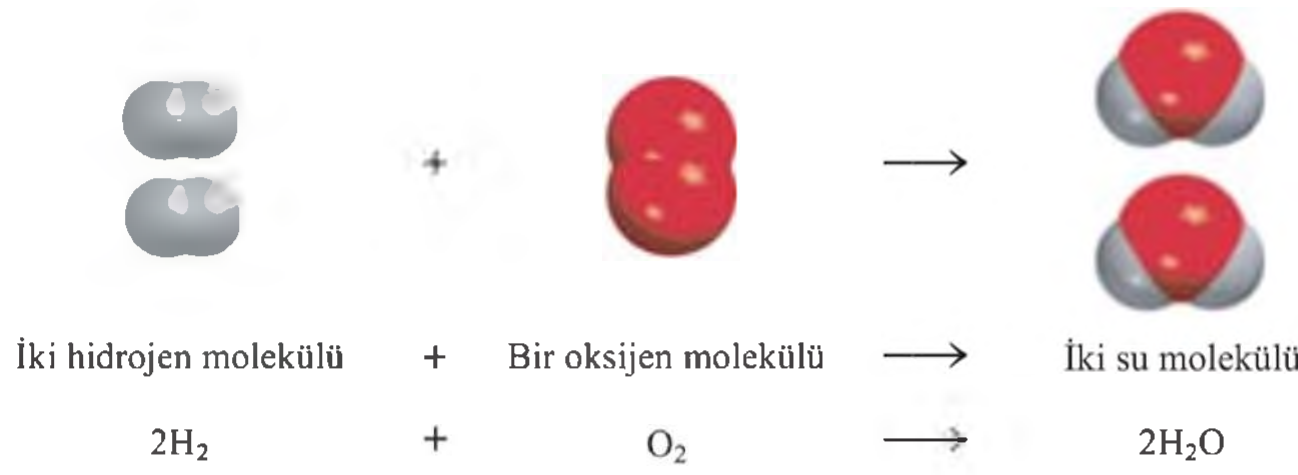 + →
İki hidrojen molekülü + Bir oksijen molekülü → İki su molekülü
2H₂ + O₂ → 2H₂O